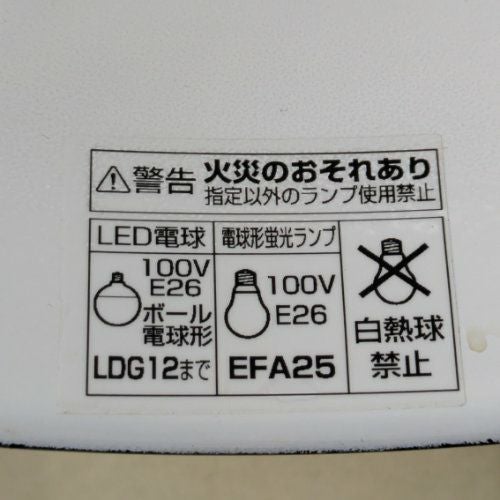 警告 火災のおそれあり
指定以外のランプ使用禁止
LED電球
100V
E26
ボール
電球形
LDG12まで
電球形蛍光ランプ
100V
E26
EFA25
白熱球
禁止